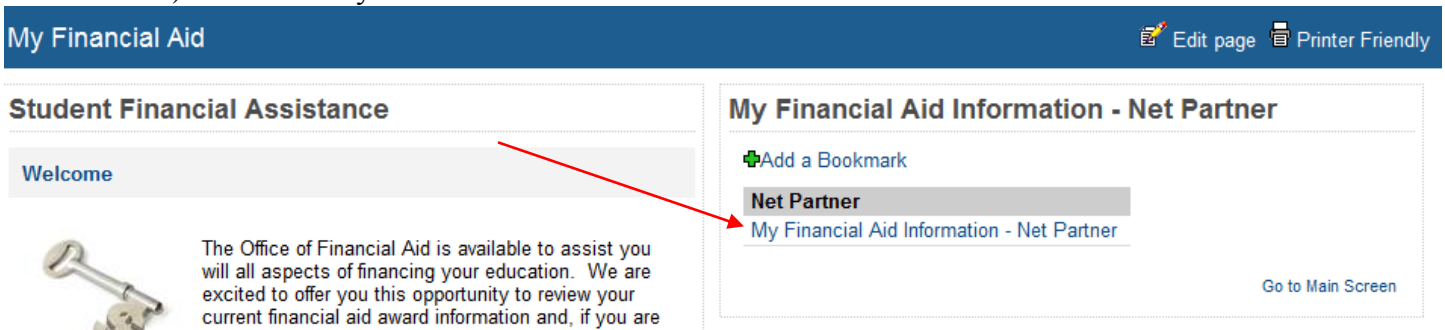 My Financial Aid
Edit page Printer Friendly
Student Financial Assistance
Welcome
The Office of Financial Aid is available to assist you
will all aspects of financing your education. We are
excited to offer you this opportunity to review your
current financial aid award information and, if you are
My Financial Aid Information - Net Partner
Add a Bookmark
Net Partner
My Financial Aid Information - Net Partner
Go to Main Screen